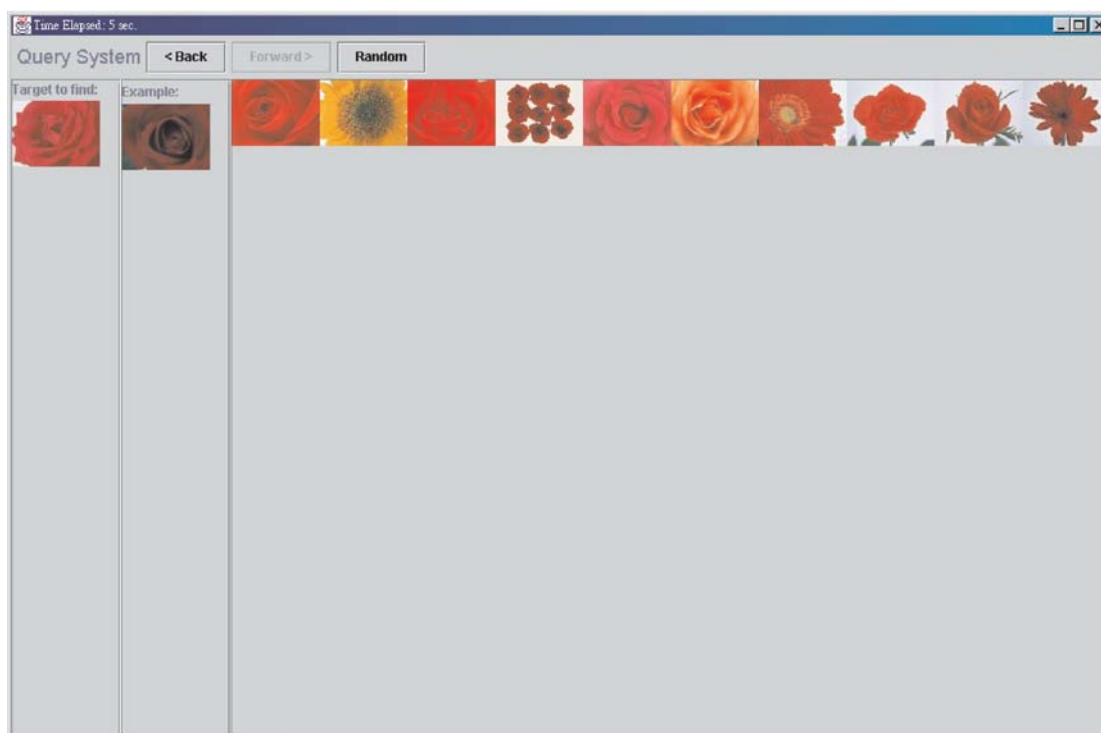 Time Elapsed: 5 sec.
Query System < Back Forward > Random
Target to find: Example: